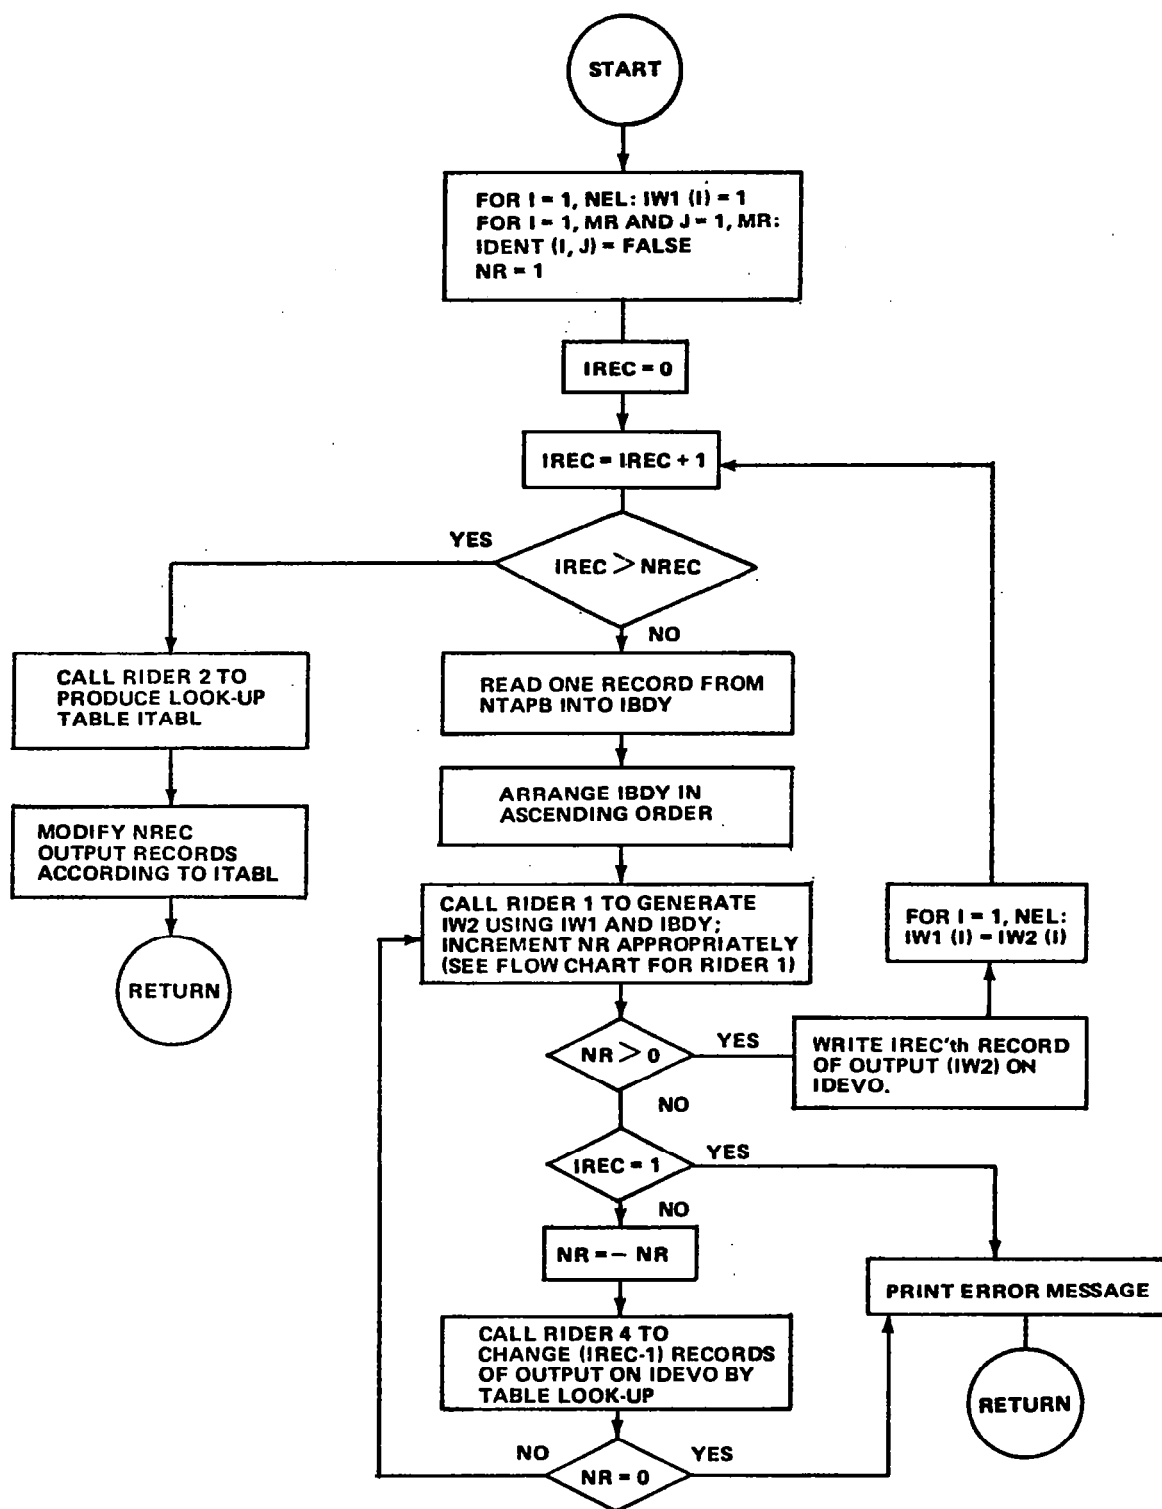 START
FOR I = 1, NEL: IW1 (I) = 1
FOR I = 1, MR AND J = 1, MR:
IDENT (I, J) = FALSE
NR = 1
IREC = 0
IREC = IREC + 1
YES
IREC > NREC
NO
CALL RIDER 2 TO
PRODUCE LOOK-UP
TABLE ITABL
READ ONE RECORD FROM
NTAPB INTO IBDY
ARRANGE IBDY IN
ASCENDING ORDER
MODIFY NREC
OUTPUT RECORDS
ACCORDING TO ITABL
CALL RIDER 1 TO GENERATE
IW2 USING IW1 AND IBDY;
INCREMENT NR APPROPRIATELY
(SEE FLOW CHART FOR RIDER 1)
FOR I = 1, NEL:
IW1 (I) = IW2 (I)
RETURN
NR > 0
YES
WRITE IREC'th RECORD
OF OUTPUT (IW2) ON
IDEVO.
NO
IREC = 1
YES
NO
NR = - NR
PRINT ERROR MESSAGE
CALL RIDER 4 TO
CHANGE (IREC-1) RECORDS
OF OUTPUT ON IDEVO BY
TABLE LOOK-UP
RETURN
NO
NR = 0
YES